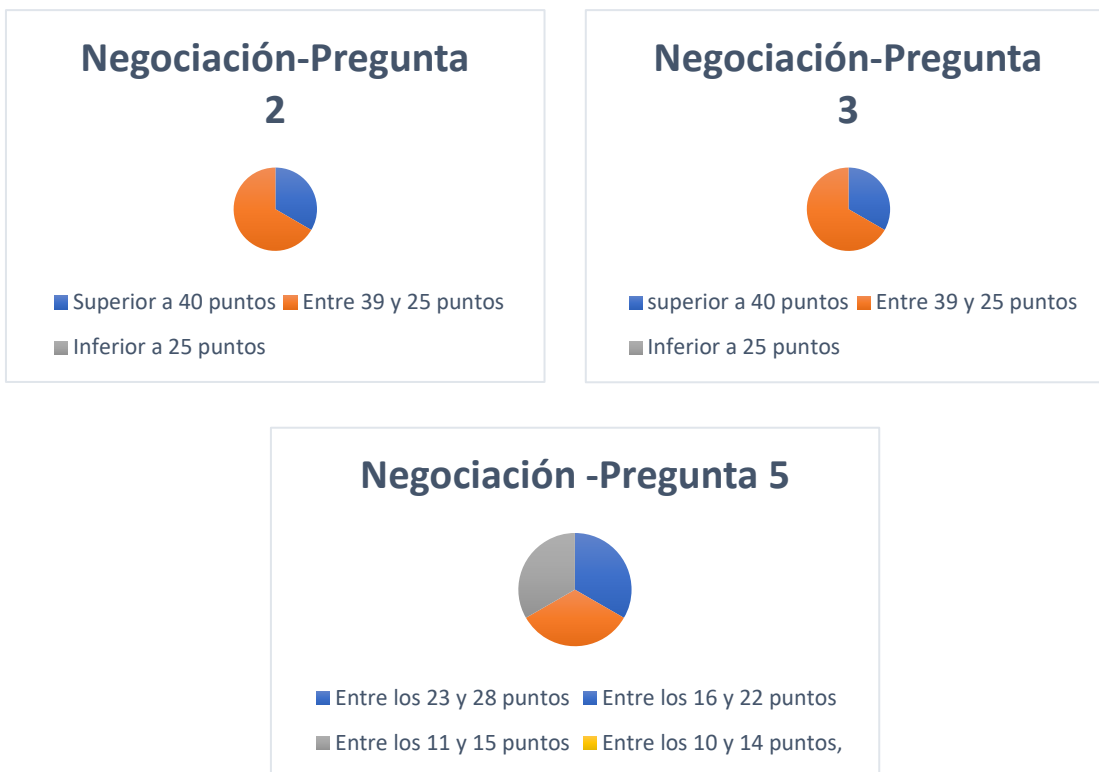 Negociación-Pregunta
2
Superior a 40 puntos Entre 39 y 25 puntos
Inferior a 25 puntos
Negociación-Pregunta
3
superior a 40 puntos Entre 39 y 25 puntos
Inferior a 25 puntos
Negociación -Pregunta 5
Entre los 23 y 28 puntos Entre los 16 y 22 puntos
Entre los 11 y 15 puntos Entre los 10 y 14 puntos,